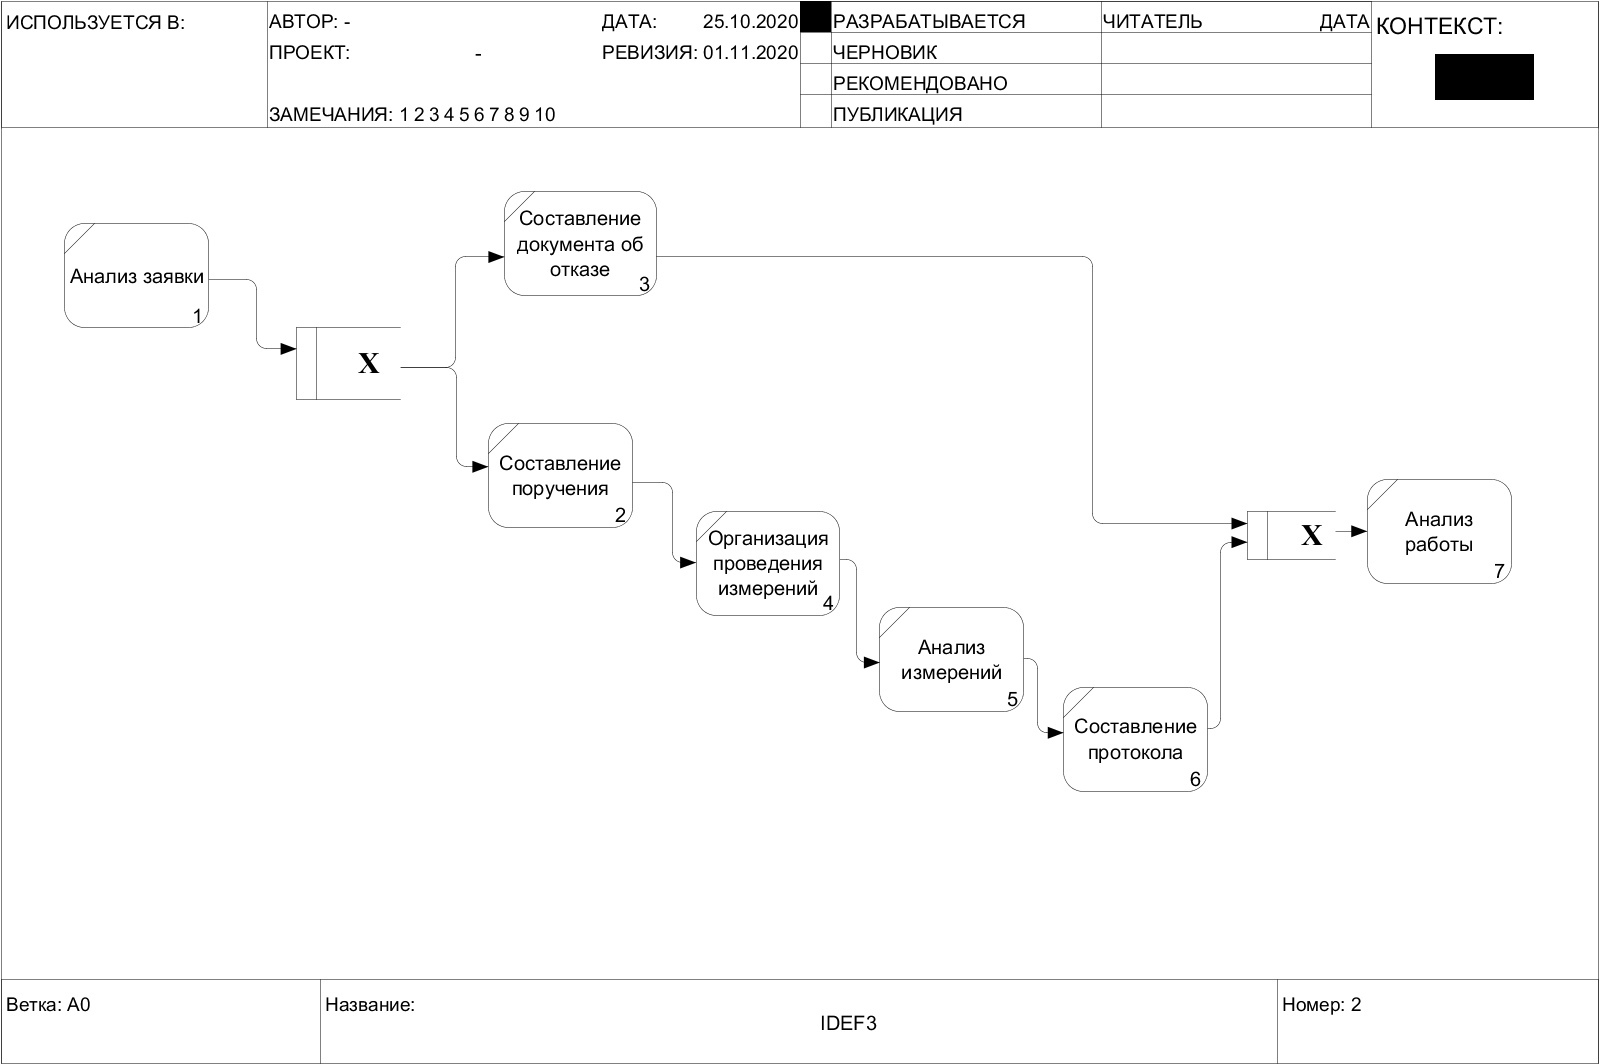 ИСПОЛЬЗУЕТСЯ В:
АВТОР: -
ДАТА: 25.10.2020
ПРОЕКТ: -
РЕВИЗИЯ: 01.11.2020
ЗАМЕЧАНИЯ: 1 2 3 4 5 6 7 8 9 10
РАЗРАБАТЫВАЕТСЯ
ЧЕРНОВИК
РЕКОМЕНДОВАНО
ПУБЛИКАЦИЯ
ЧИТАТЕЛЬ ДАТА
КОНТЕКСТ:
Анализ заявки
1
X
Составление
документа об
отказе
3
Составление
поручения
2
Организация
проведения
измерений
4
Анализ
измерений
5
Составление
протокола
6
X
Анализ
работы
7
Ветка: A0
Название:
IDEF3
Номер: 2